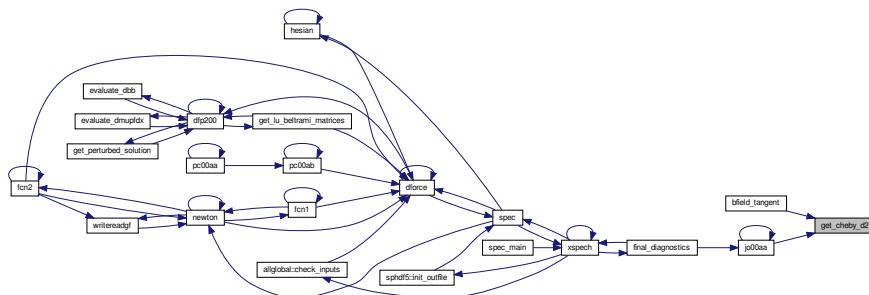 hesian
evaluate_dbb
evaluate_dmupfdx
dfp200
get_lu_beltrami_matrices
get_perturbed_solution
pc00aa
pc00ab
fcn2
dforce
writereadgf
newton
fcn1
spec
bfield_tangent
get_cheby_d2
allglobal::check_inputs
spec_main
xspech
final_diagnostics
jo00aa
sphdf5::init_outfile